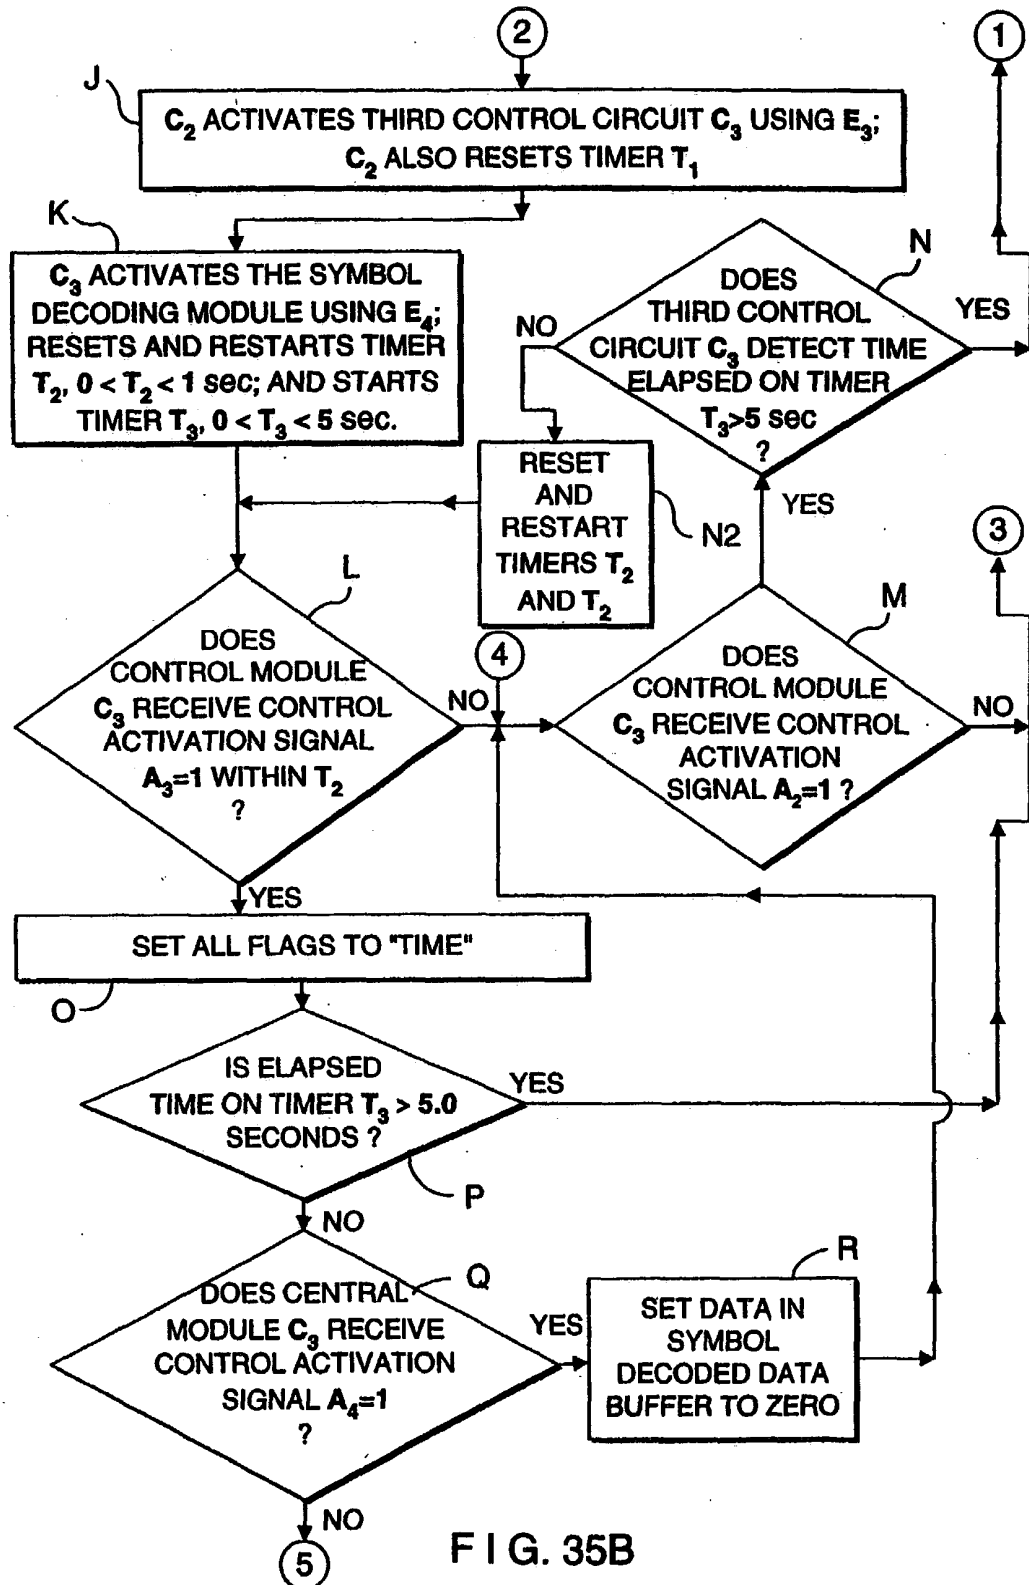 2
1
J
C₂ ACTIVATES THIRD CONTROL CIRCUIT C₃ USING E₃;
C₂ ALSO RESETS TIMER T₁
K
C₃ ACTIVATES THE SYMBOL
DECODING MODULE USING E₄;
RESETS AND RESTARTS TIMER
T₂, 0 < T₂ < 1 sec; AND STARTS
TIMER T₃, 0 < T₃ < 5 sec.
N
DOES
THIRD CONTROL
CIRCUIT C₃ DETECT TIME
ELAPSED ON TIMER
T₃>5 sec
?
NO
YES
RESET
AND
RESTART
TIMERS T₂
AND T₂
N2
YES
3
L
DOES
CONTROL MODULE
C₃ RECEIVE CONTROL
ACTIVATION SIGNAL
A₃=1 WITHIN T₂
?
NO
4
M
DOES
CONTROL MODULE
C₃ RECEIVE CONTROL
ACTIVATION
SIGNAL A₂=1 ?
NO
YES
SET ALL FLAGS TO "TIME"
O
IS ELAPSED
TIME ON TIMER T₃ > 5.0
SECONDS ?
YES
P
NO
Q
DOES CENTRAL
MODULE C₃ RECEIVE
CONTROL ACTIVATION
SIGNAL A₄=1
?
YES
R
SET DATA IN
SYMBOL
DECODED DATA
BUFFER TO ZERO
NO
5
FIG. 35B